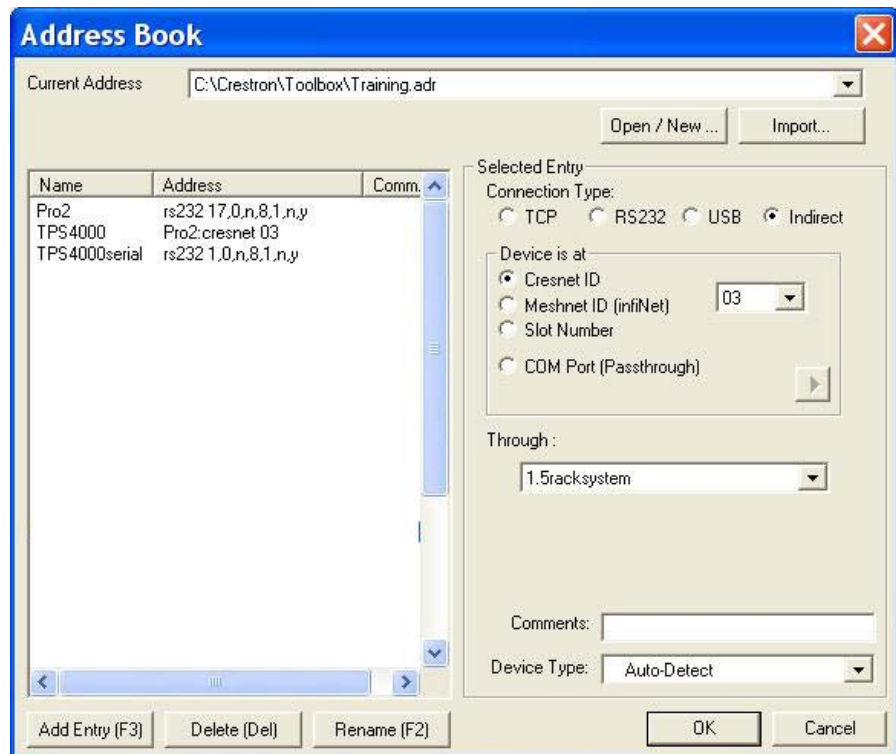 Address Book
Current Address C:\Crestron\Toolbox\Training.adr
Open / New ... Import...
Name Address Comm.
Pro2 rs232 17,0,n,8,1,n,y
TPS4000 Pro2:cresnet 03
TPS4000serial rs232 1,0,n,8,1,n,y
Selected Entry
Connection Type:
TCP RS232 USB Indirect
Device is at
Cresnet ID
Meshnet ID (infiNet) 03
Slot Number
COM Port (Passthrough)
Through :
1.5racksystem
Comments:
Device Type: Auto-Detect
Add Entry (F3) Delete (Del) Rename (F2) OK Cancel